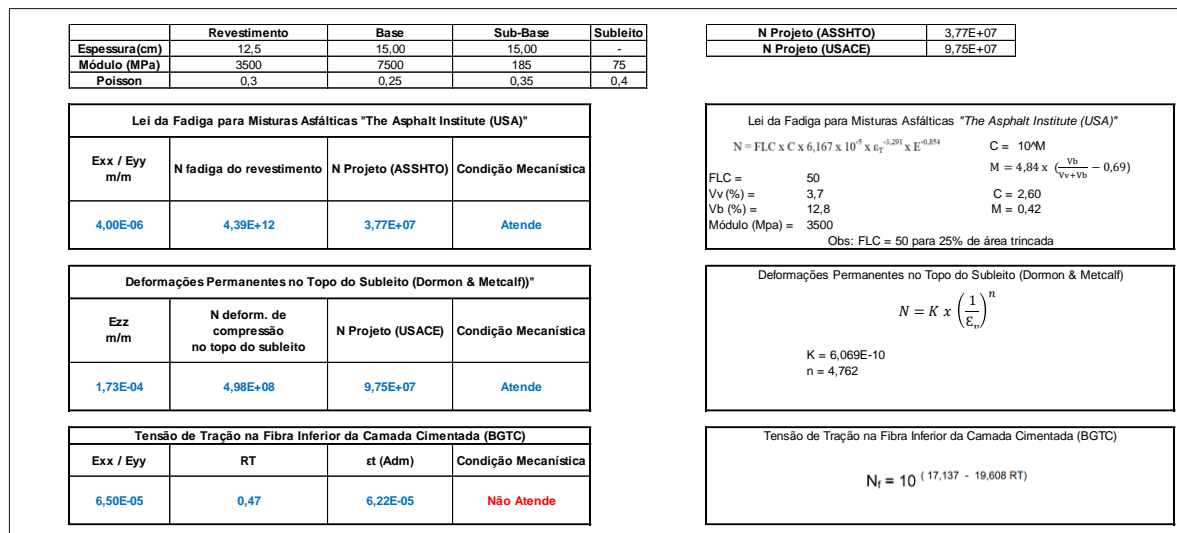 Revestimento Base Sub-Base Subleito
Espessura(cm) 12,5 15,00 15,00 -
Módulo (MPa) 3500 7500 185 75
Poisson 0,3 0,25 0,35 0,4
N Projeto (ASSHTO) 3,77E+07
N Projeto (USACE) 9,75E+07
Lei da Fadiga para Misturas Asfálticas "The Asphalt Institute (USA)"
Exx / Eyy
m/m
N fadiga do revestimento
N Projeto (ASSHTO)
Condição Mecanística
4,00E-06 4,39E+12 3,77E+07 Atende
Lei da Fadiga para Misturas Asfálticas "The Asphalt Institute (USA)"
N = FLC x C x 6,167 x 10⁻⁵ x ε_T⁻³,²⁹¹ x E⁻⁰,⁸⁵⁴
C = 10^M
M = 4,84 x (Vb/(Vv+Vb) − 0,69)
FLC = 50
Vv (%) = 3,7 C = 2,60
Vb (%) = 12,8 M = 0,42
Módulo (Mpa) = 3500
Obs: FLC = 50 para 25% de área trincada
Deformações Permanentes no Topo do Subleito (Dormon & Metcalf))"
Ezz
m/m
N deform. de
compressão
no topo do subleito
N Projeto (USACE)
Condição Mecanística
1,73E-04 4,98E+08 9,75E+07 Atende
Deformações Permanentes no Topo do Subleito (Dormon & Metcalf)
N = K x (1/Ɛᵥ)ⁿ
K = 6,069E-10
n = 4,762
Tensão de Tração na Fibra Inferior da Camada Cimentada (BGTC)
Exx / Eyy RT εt (Adm) Condição Mecanística
6,50E-05 0,47 6,22E-05 Não Atende
Tensão de Tração na Fibra Inferior da Camada Cimentada (BGTC)
N_f = 10 ^(17,137 - 19,608 RT)